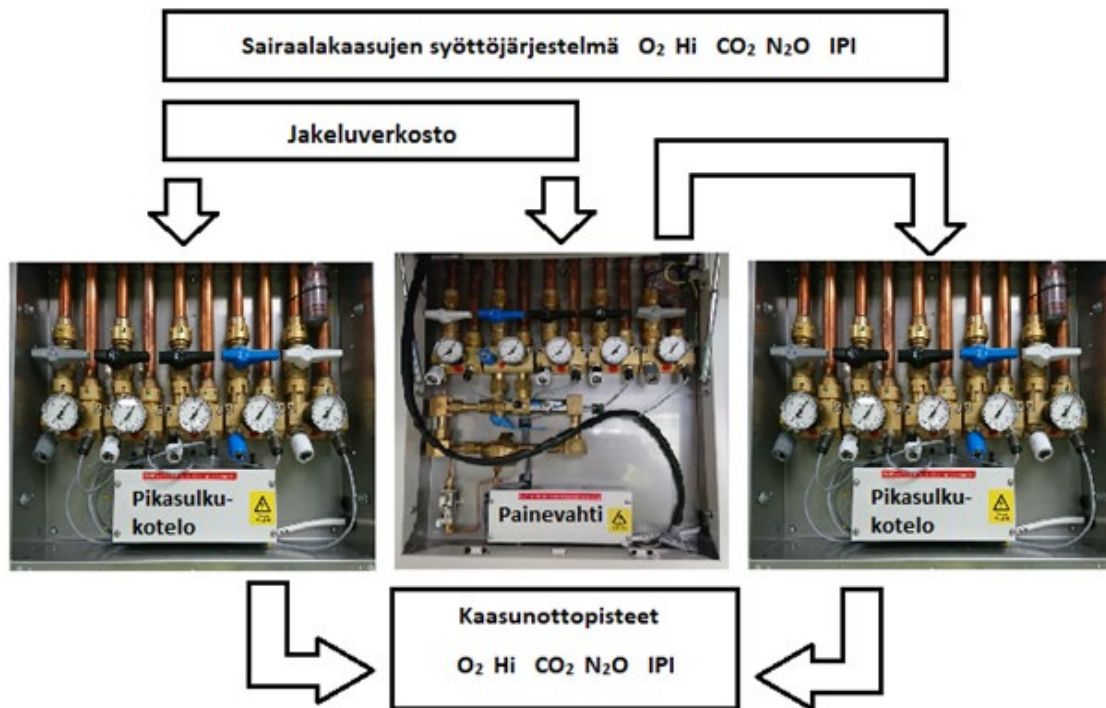 Sairaalakaasujen syöttöjärjestelmä O₂ Hi CO₂ N₂O IPI
Jakeluverkosto
Pikasulku-
kotelo
Painevahti
Pikasulku-
kotelo
Kaasunottopisteet
O₂ Hi CO₂ N₂O IPI